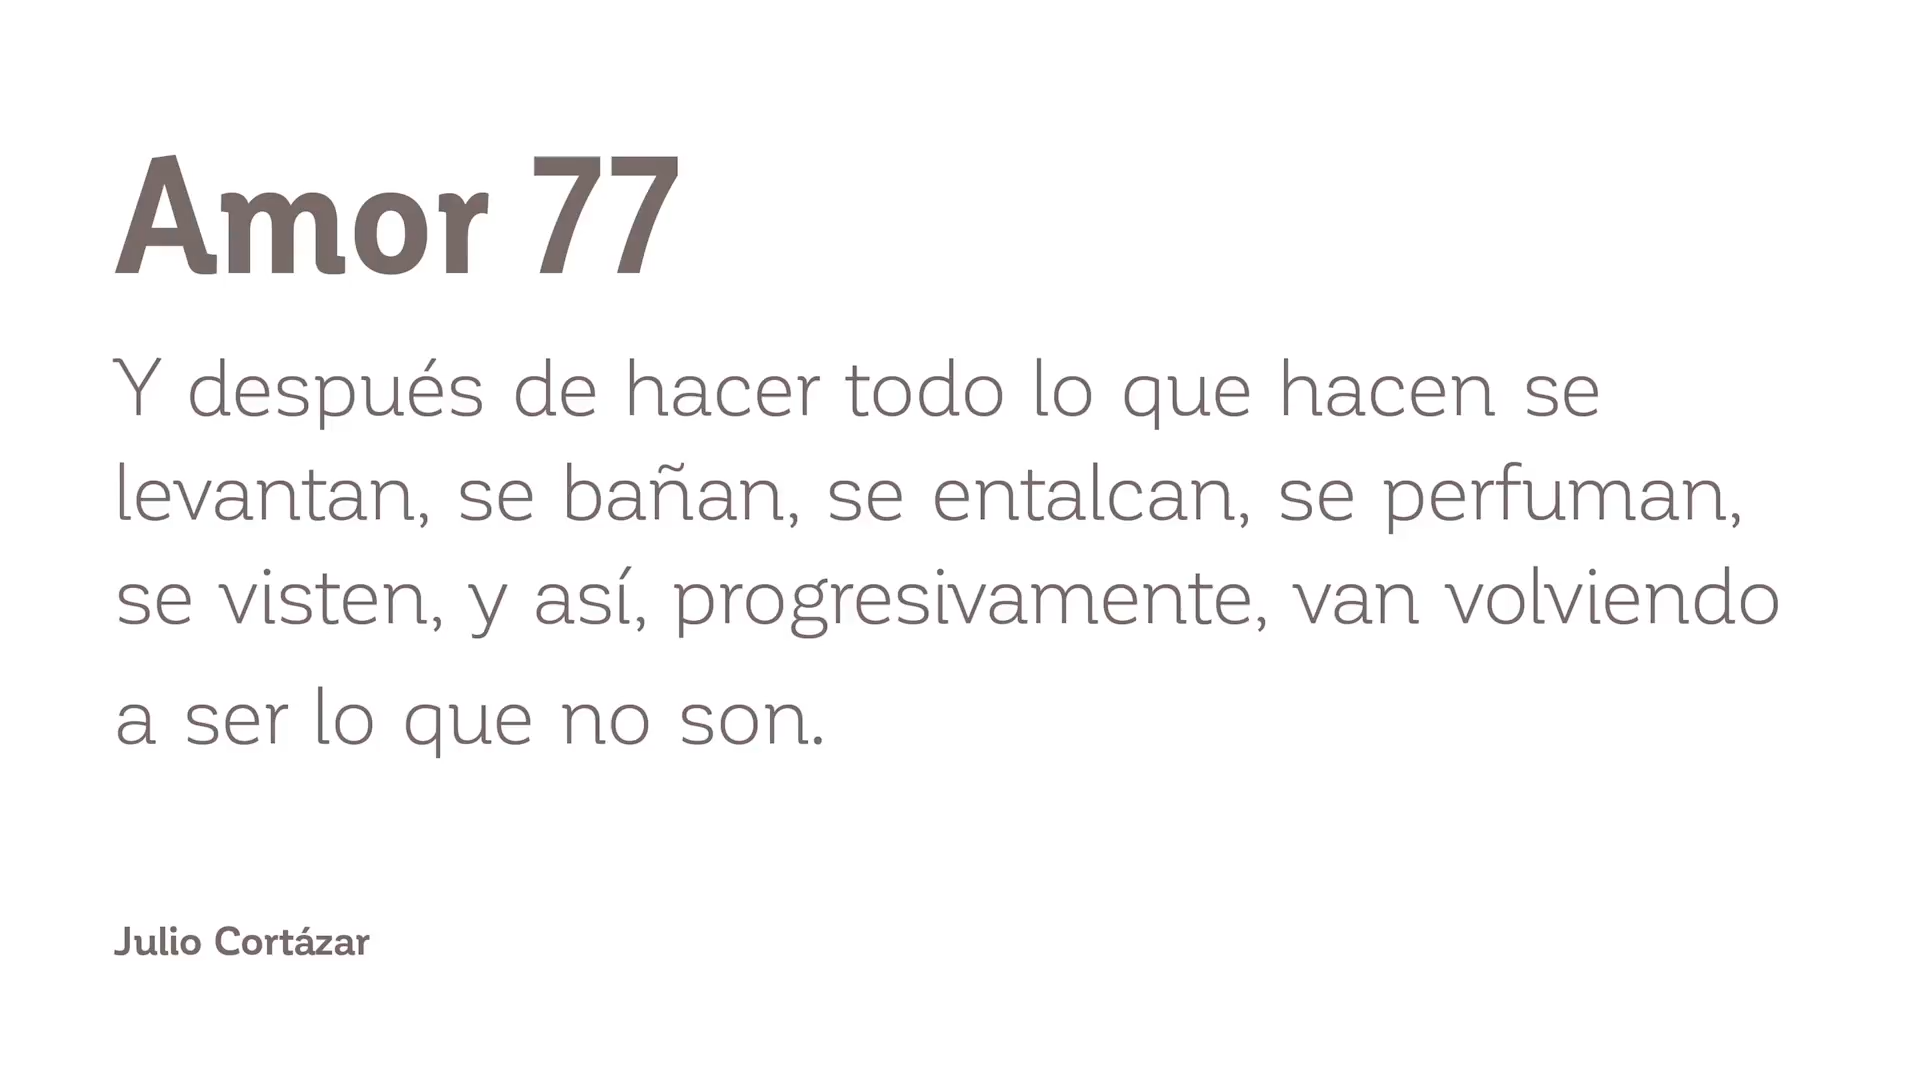 Amor 77
Y después de hacer todo lo que hacen se
levantan, se bañan, se entalcan, se perfuman,
se visten, y así, progresivamente, van volviendo
a ser lo que no son.
Julio Cortázar